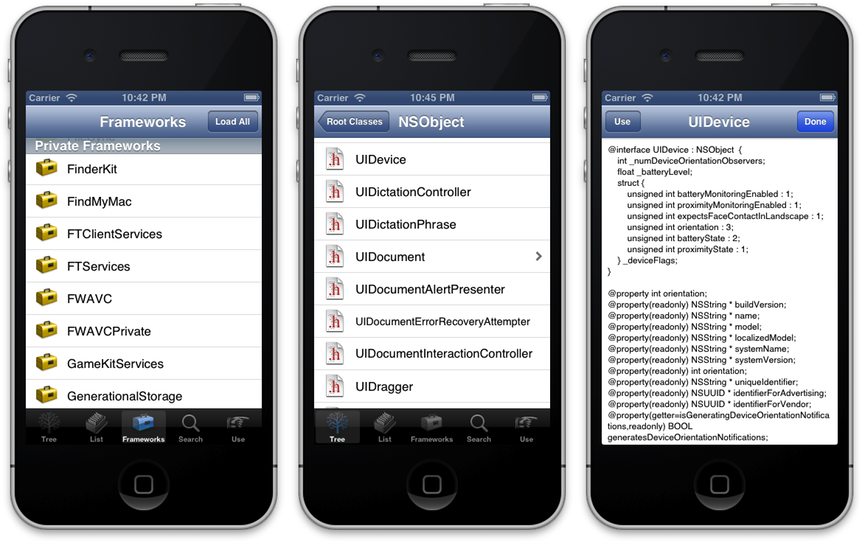 Carrier 10:42 PM
Frameworks Load All
Private Frameworks
FinderKit
FindMyMac
FTClientServices
FTServices
FWAVC
FWAVCPrivate
GameKitServices
GenerationalStorage
Tree List Frameworks Search Use
Carrier 10:45 PM
Root Classes NSObject
.h UIDevice
.h UIDictationController
.h UIDictationPhrase
.h UIDocument
.h UIDocumentAlertPresenter
.h UIDocumentErrorRecoveryAttempter
.h UIDocumentInteractionController
.h UIDragger
Tree List Frameworks Search Use
Carrier 10:42 PM
Use UIDevice Done
@interface UIDevice : NSObject {
int _numDeviceOrientationObservers;
float _batteryLevel;
struct {
unsigned int batteryMonitoringEnabled : 1;
unsigned int proximityMonitoringEnabled : 1;
unsigned int expectsFaceContactInLandscape : 1;
unsigned int orientation : 3;
unsigned int batteryState : 2;
unsigned int proximityState : 1;
} _deviceFlags;
}
@property int orientation;
@property(readonly) NSString * buildVersion;
@property(readonly) NSString * name;
@property(readonly) NSString * model;
@property(readonly) NSString * localizedModel;
@property(readonly) NSString * systemName;
@property(readonly) NSString * systemVersion;
@property(readonly) int orientation;
@property(readonly) NSString * uniqueIdentifier;
@property(readonly) NSUUID * identifierForAdvertising;
@property(readonly) NSUUID * identifierForVendor;
@property(getter=isGeneratingDeviceOrientationNotifica
tions,readonly) BOOL
generatesDeviceOrientationNotifications;